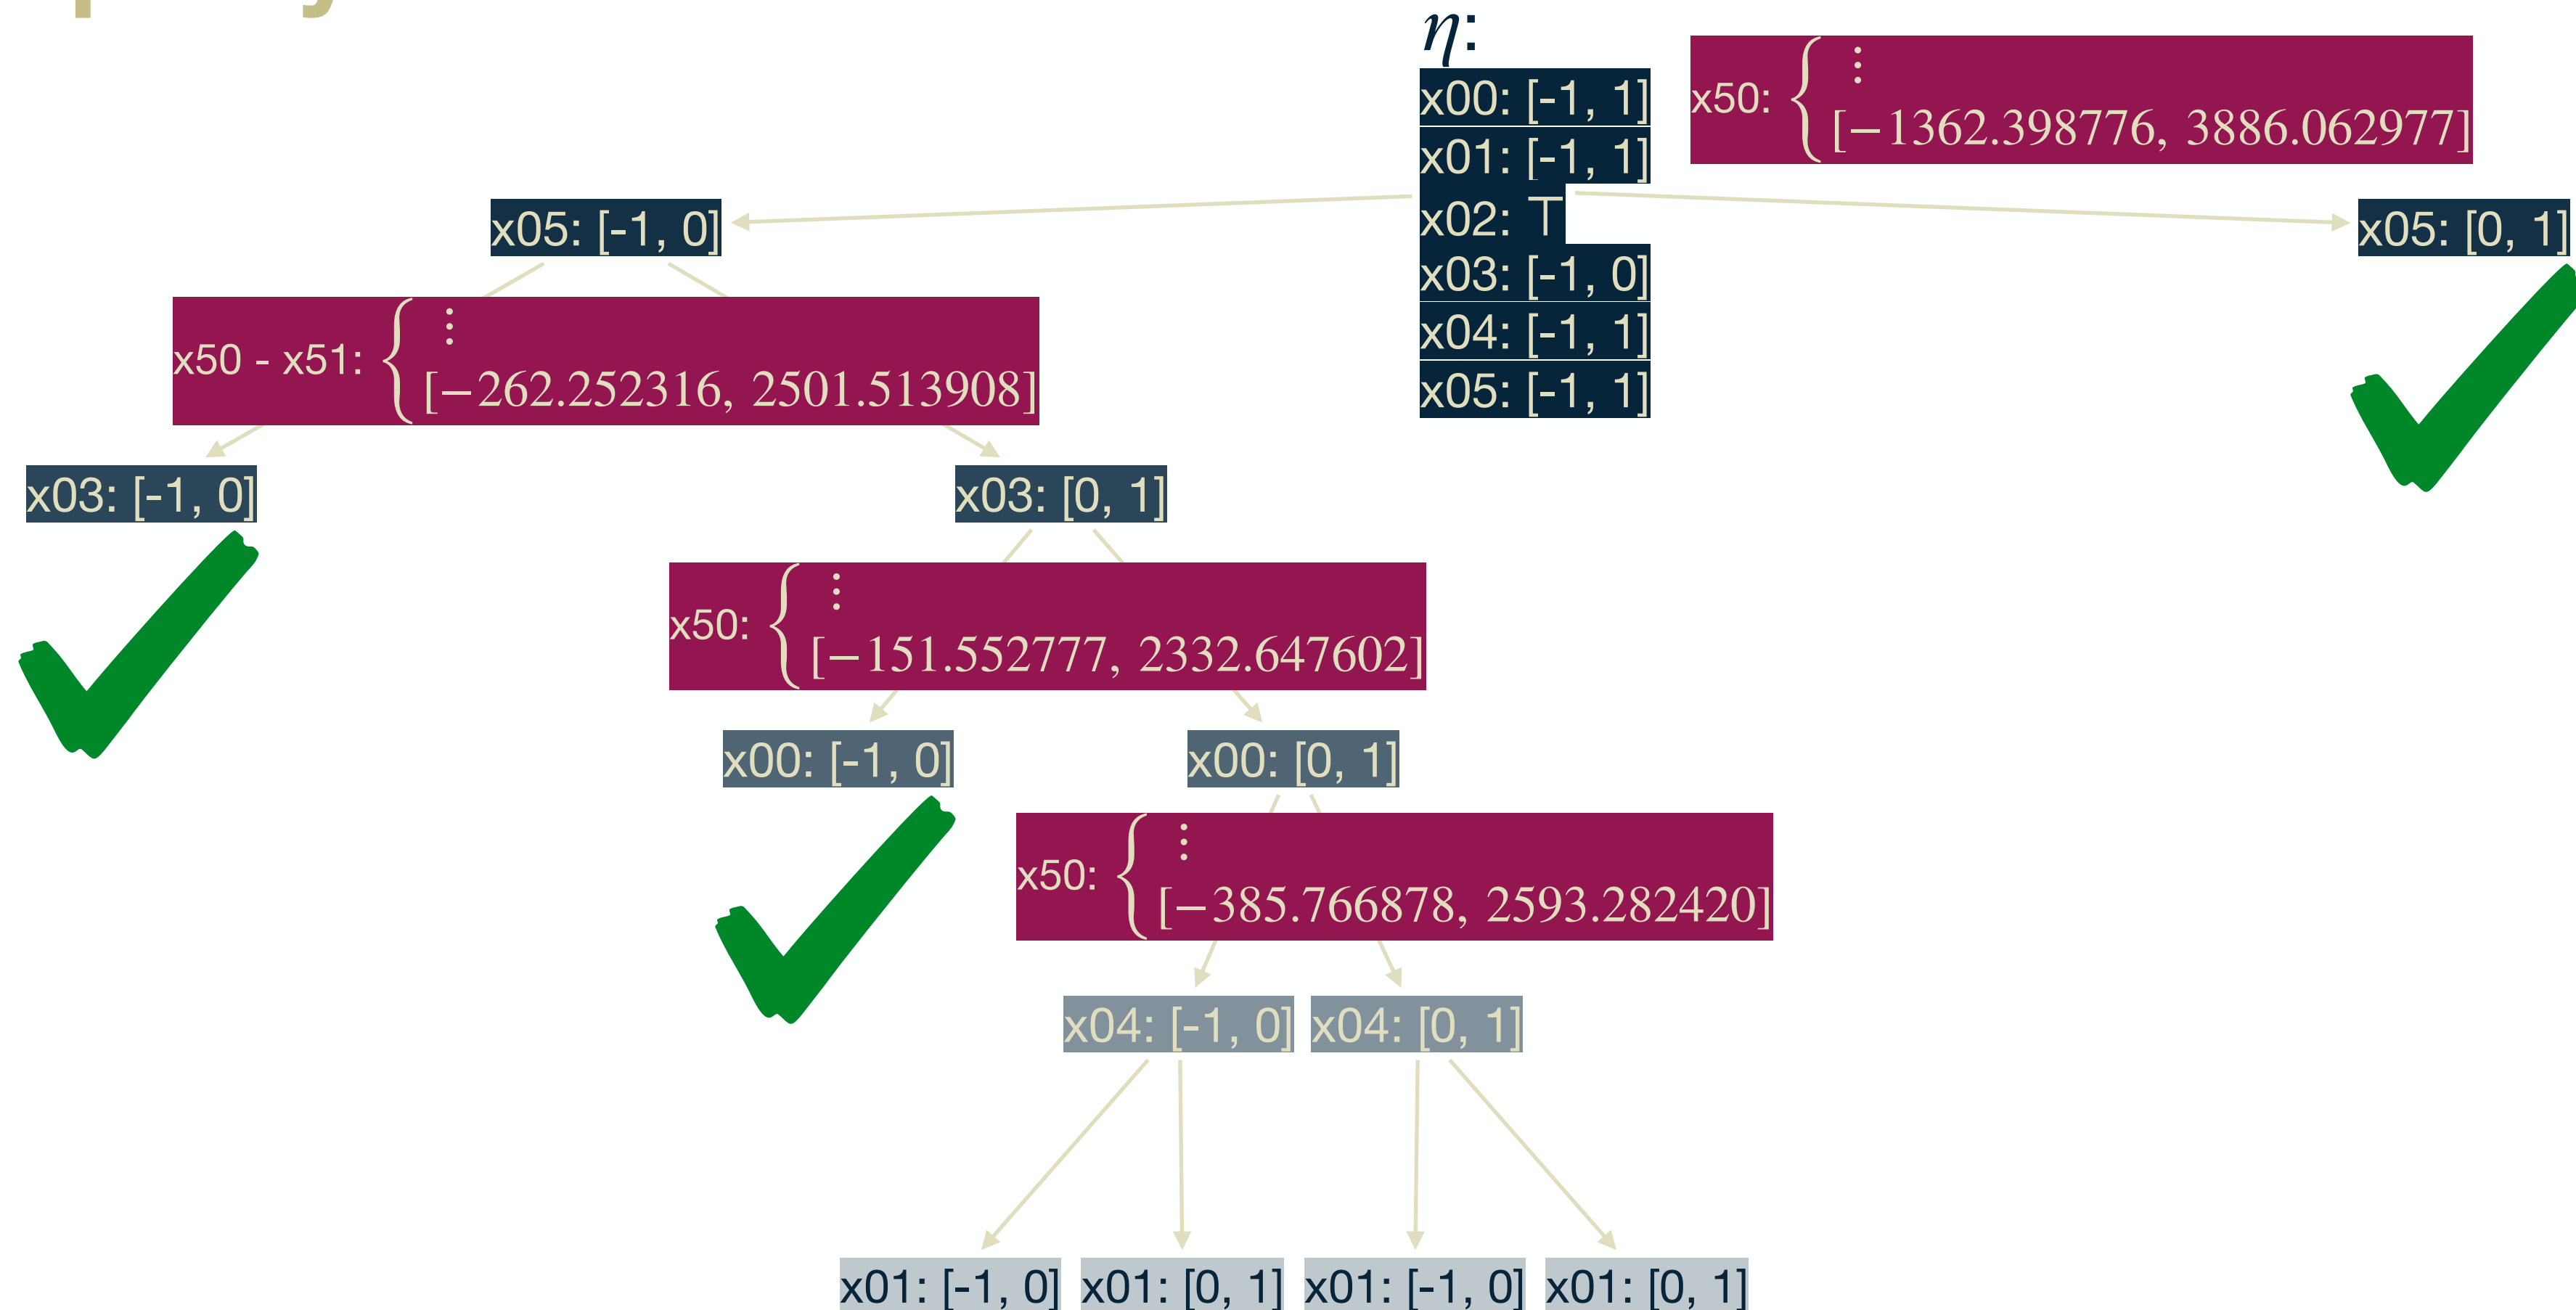 η:
x00: [-1, 1]
x50: { ⋮
[−1362.398776, 3886.062977]
x01: [-1, 1]
x02: ⊤
x05: [-1, 0]
x05: [0, 1]
x03: [-1, 0]
x04: [-1, 1]
x50 - x51: { ⋮
[−262.252316, 2501.513908]
x05: [-1, 1]
x03: [-1, 0]
x03: [0, 1]
x50: { ⋮
[−151.552777, 2332.647602]
x00: [-1, 0]
x00: [0, 1]
x50: { ⋮
[−385.766878, 2593.282420]
x04: [-1, 0]
x04: [0, 1]
x01: [-1, 0]
x01: [0, 1]
x01: [-1, 0]
x01: [0, 1]